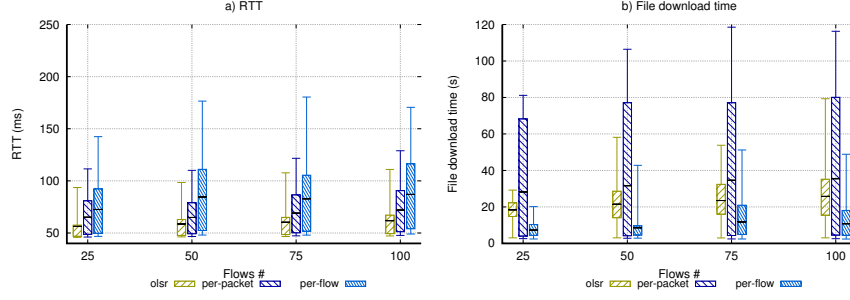 a) RTT
250
200
150
100
50
RTT (ms)
25
50
75
100
Flows #
olsr
per-packet
per-flow
b) File download time
120
100
80
60
40
20
0
File download time (s)
25
50
75
100
Flows #
olsr
per-packet
per-flow